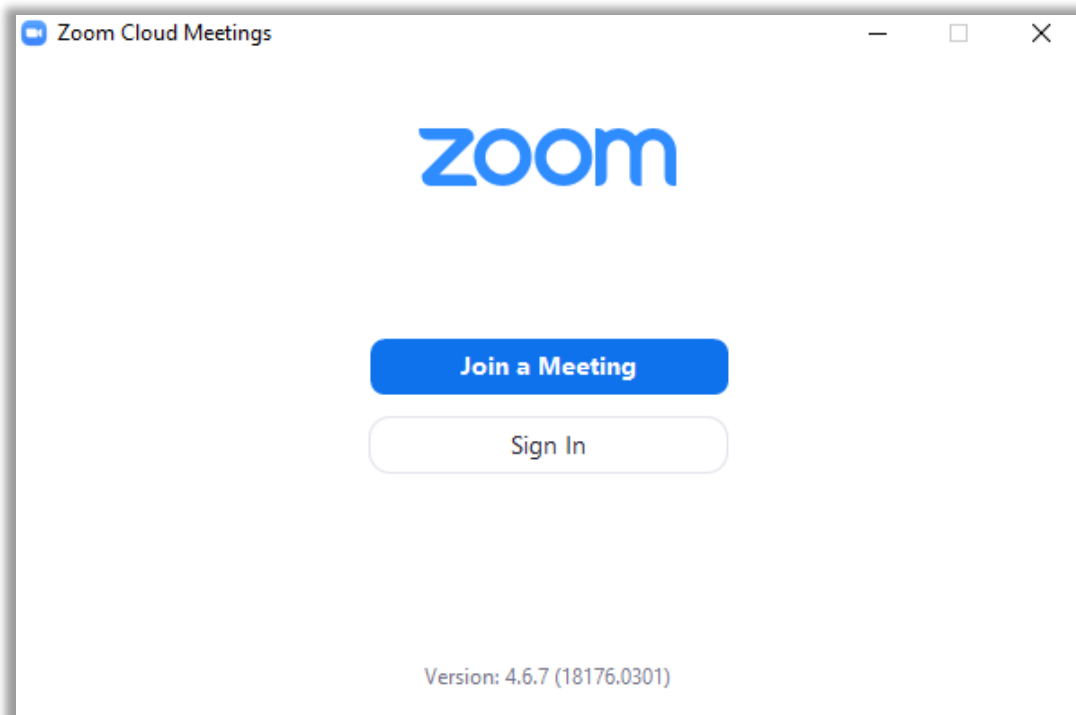 Zoom Cloud Meetings
zoom
Join a Meeting
Sign In
Version: 4.6.7 (18176.0301)